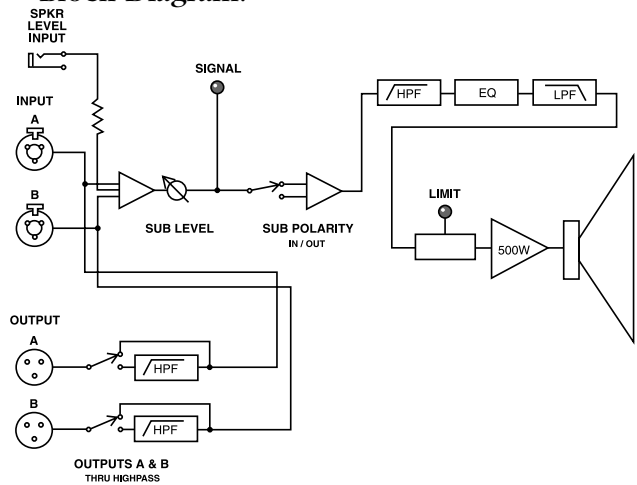 Block Diagram:
SPKR
LEVEL
INPUT
SIGNAL
INPUT
A
B
HPF
EQ
LPF
LIMIT
SUB LEVEL
SUB POLARITY
IN / OUT
500W
OUTPUT
A
HPF
B
HPF
OUTPUTS A & B
THRU HIGHPASS